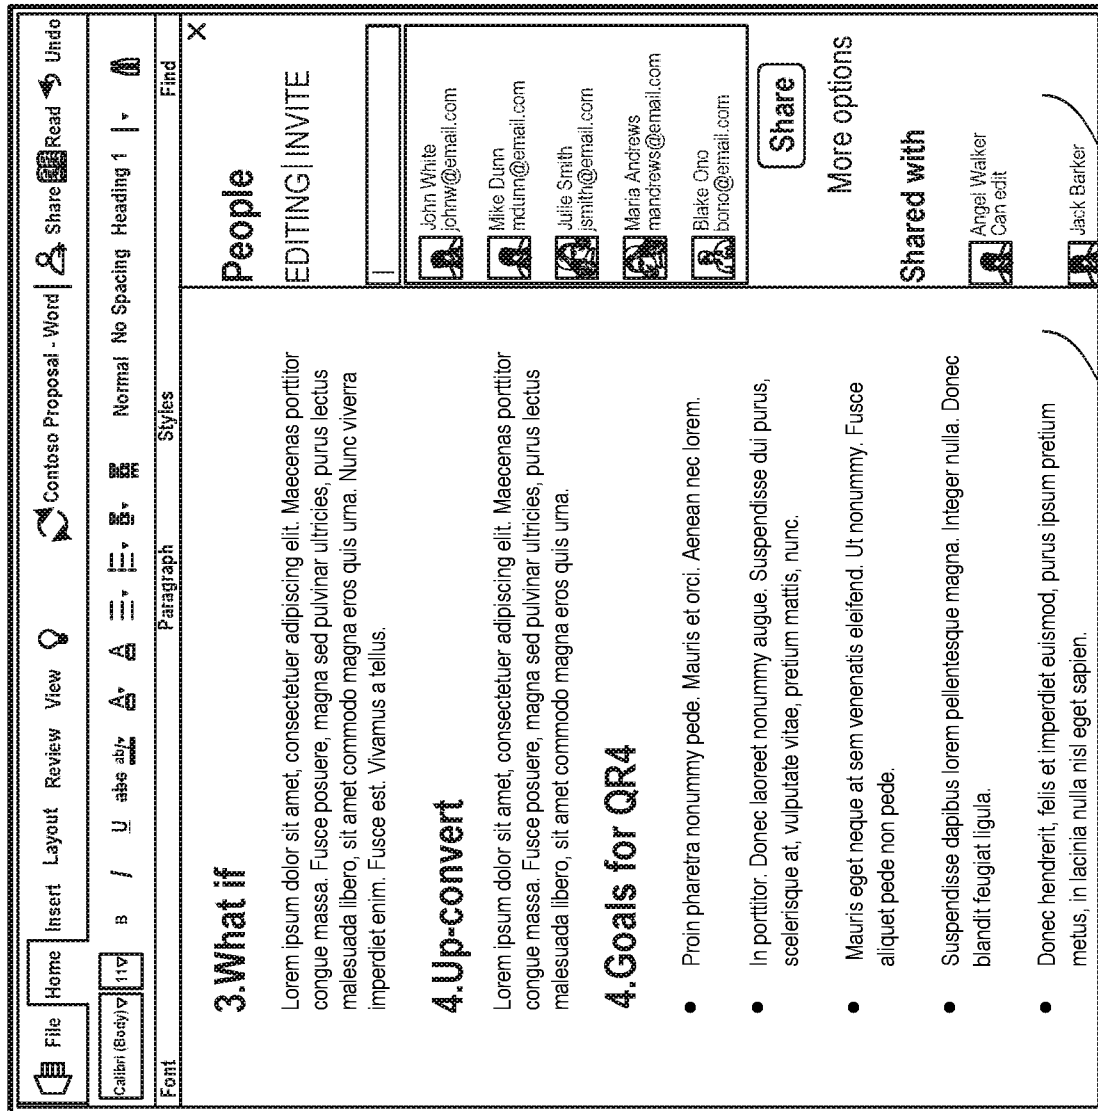 File Home Insert Layout Review View Contoso Proposal - Word Share Read Undo
Calibri (Body) 11 B / U abc aby A A Normal No Spacing Heading 1
Font Paragraph Styles Find
3.What if
Lorem ipsum dolor sit amet, consectetuer adipiscing elit. Maecenas porttitor
congue massa. Fusce posuere, magna sed pulvinar ultricies, purus lectus
malesuada libero, sit amet commodo magna eros quis urna. Nunc viverra
imperdiet enim. Fusce est. Vivamus a tellus.
4.Up-convert
Lorem ipsum dolor sit amet, consectetuer adipiscing elit. Maecenas porttitor
congue massa. Fusce posuere, magna sed pulvinar ultricies, purus lectus
malesuada libero, sit amet commodo magna eros quis urna.
4.Goals for QR4
• Proin pharetra nonummy pede. Mauris et orci. Aenean nec lorem.
• In porttitor. Donec laoreet nonummy augue. Suspendisse dui purus,
scelerisque at, vulputate vitae, pretium mattis, nunc.
• Mauris eget neque at sem venenatis eleifend. Ut nonummy. Fusce
aliquet pede non pede.
• Suspendisse dapibus lorem pellentesque magna. Integer nulla. Donec
blandit feugiat ligula.
• Donec hendrerit, felis et imperdiet euismod, purus ipsum pretium
metus, in lacinia nulla nisl eget sapien.
X
People
EDITING| INVITE
John White
johnw@email.com
Mike Dunn
mdunn@email.com
Julie Smith
jsmith@email.com
Maria Andrews
mandrews@email.com
Blake Ono
bono@email.com
Share
More options
Shared with
Angel Walker
Can edit
Jack Barker